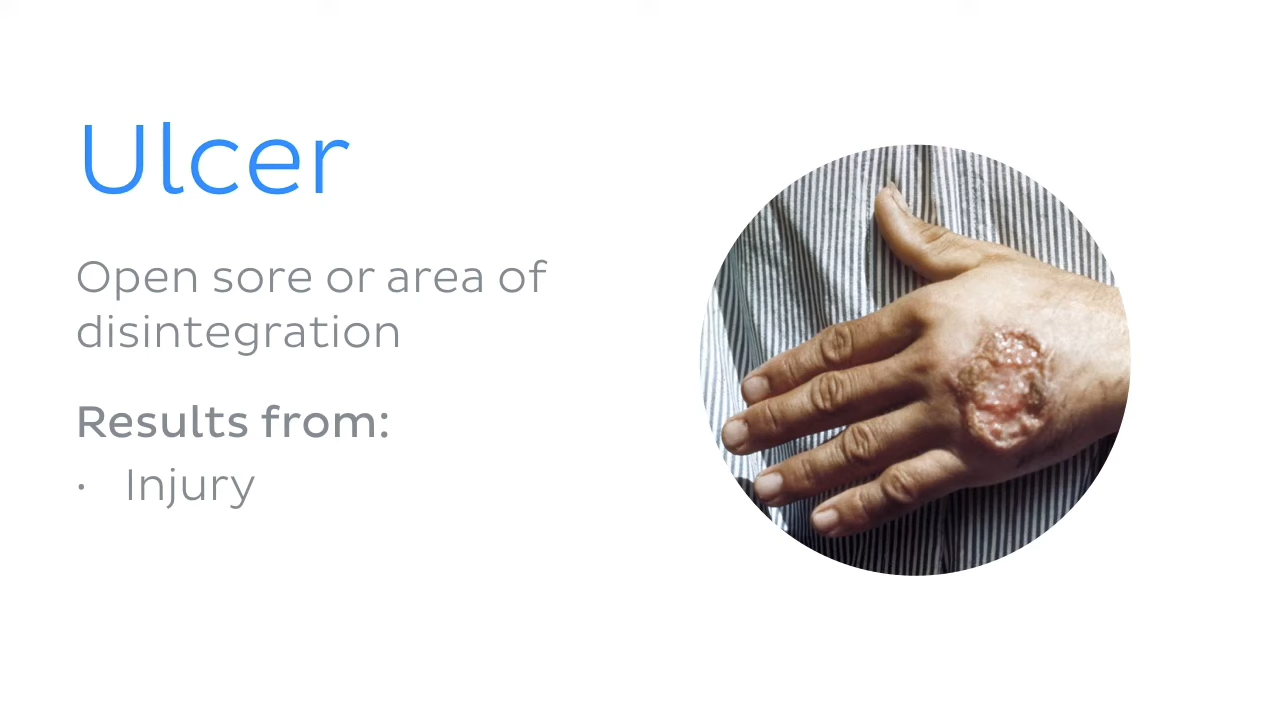 Ulcer
Open sore or area of
disintegration
Results from:
· Injury